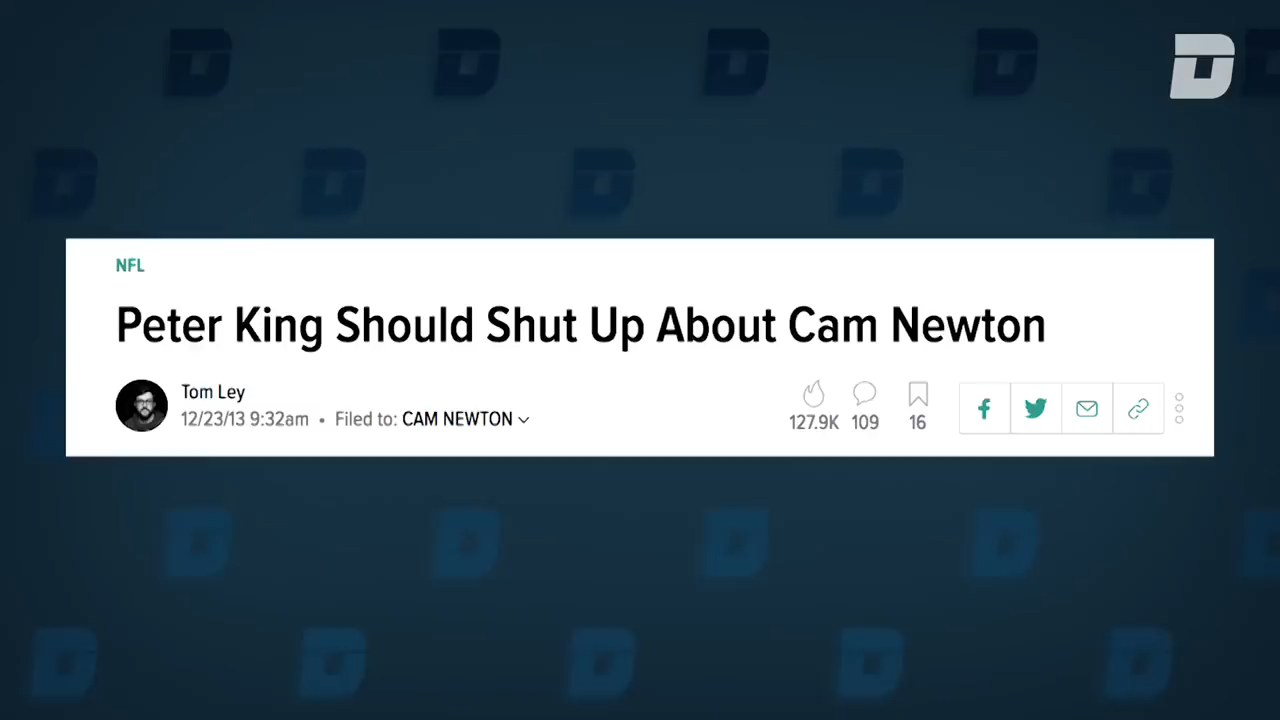 NFL
Peter King Should Shut Up About Cam Newton
Tom Ley
12/23/13 9:32am • Filed to: CAM NEWTON
127.9K 109 16